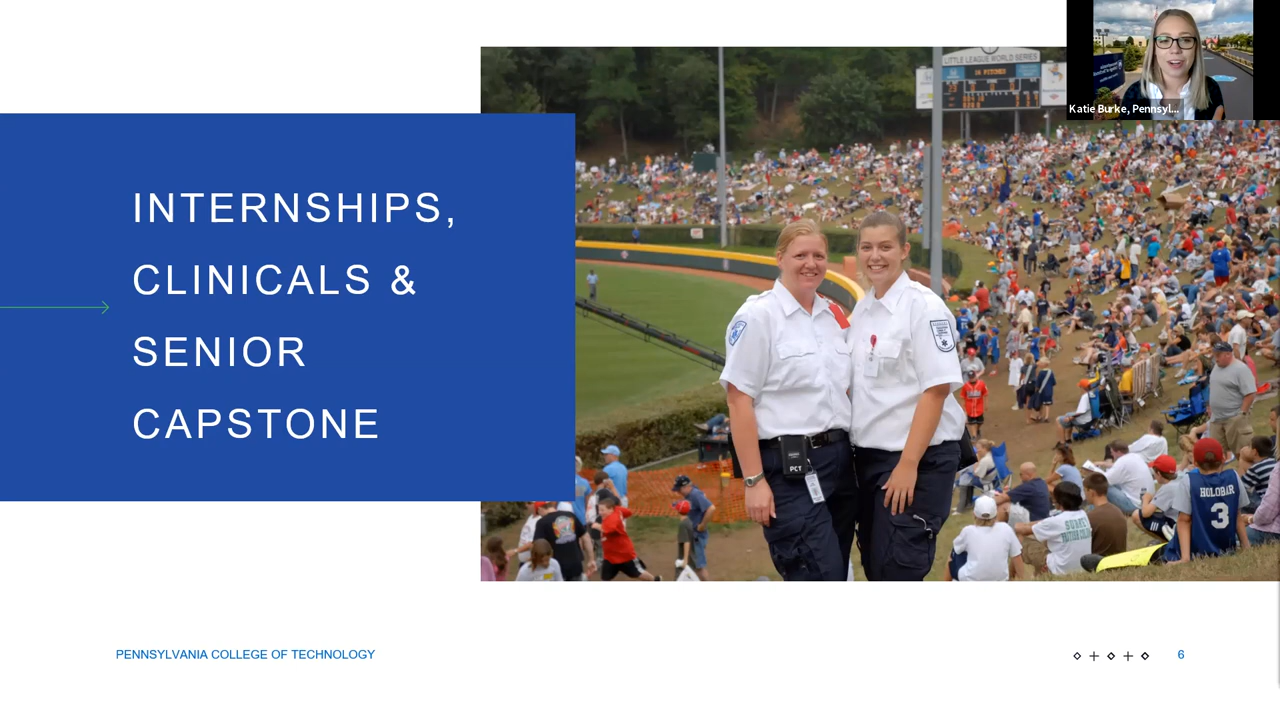 LITTLE LEAGUE WORLD SERIES
Katie Burke, Pennsyl...
INTERNSHIPS,
CLINICALS &
SENIOR
CAPSTONE
PCT
HOLOBAR
3
PENNSYLVANIA COLLEGE OF TECHNOLOGY
6